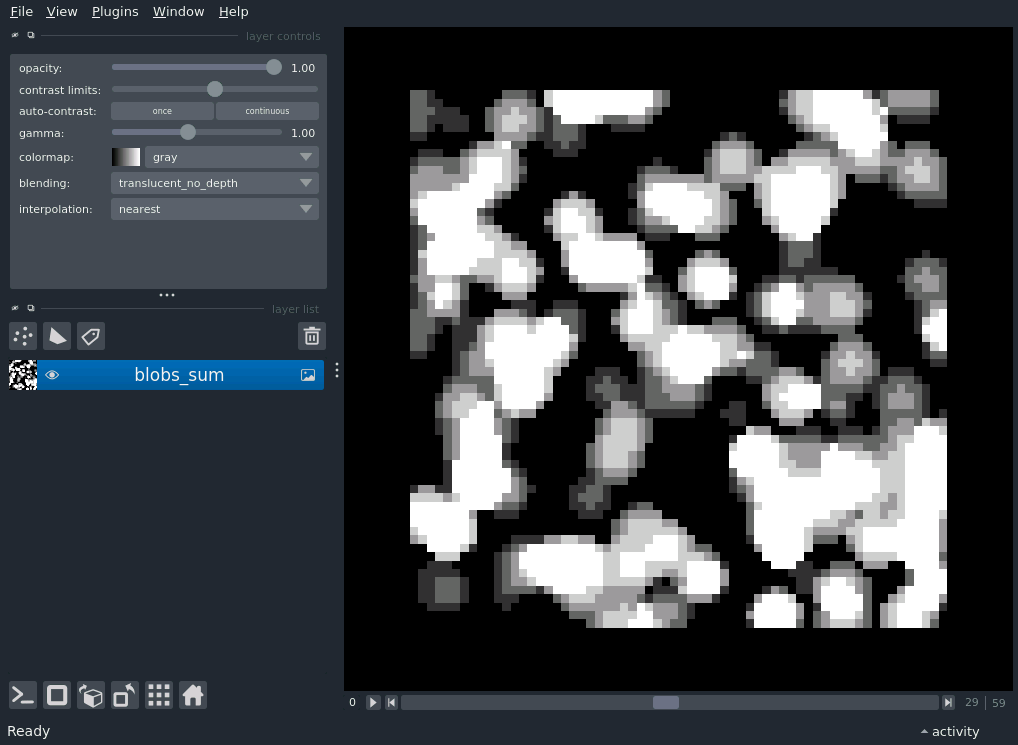 File View Plugins Window Help
layer controls
opacity: 1.00
contrast limits:
auto-contrast: once continuous
gamma: 1.00
colormap: gray
blending: translucent_no_depth
interpolation: nearest
layer list
blobs_sum
0 29 59
Ready activity